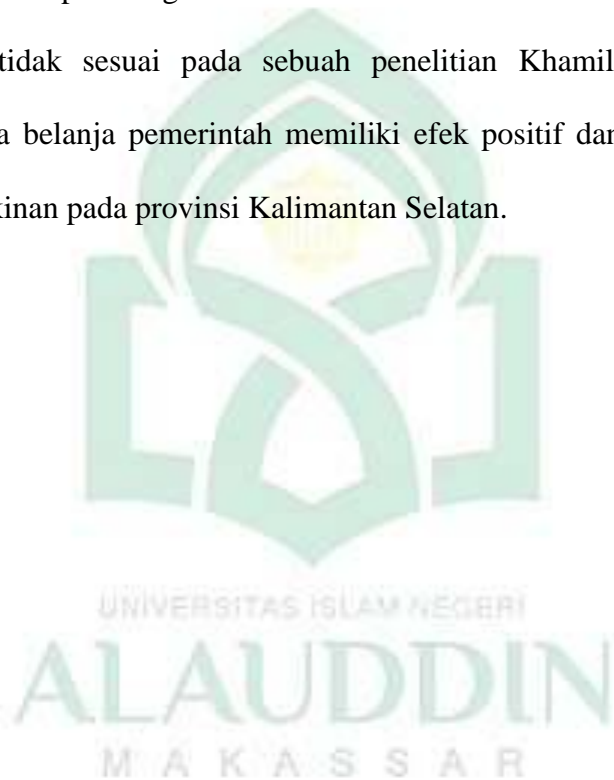 tidak sesuai pada sebuah penelitian Khamil
belanja pemerintah memiliki efek positif dan
pada provinsi Kalimantan Selatan.
UNIVERSITAS ISLAM NEGERI
ALAUDDIN
MAKASSAR